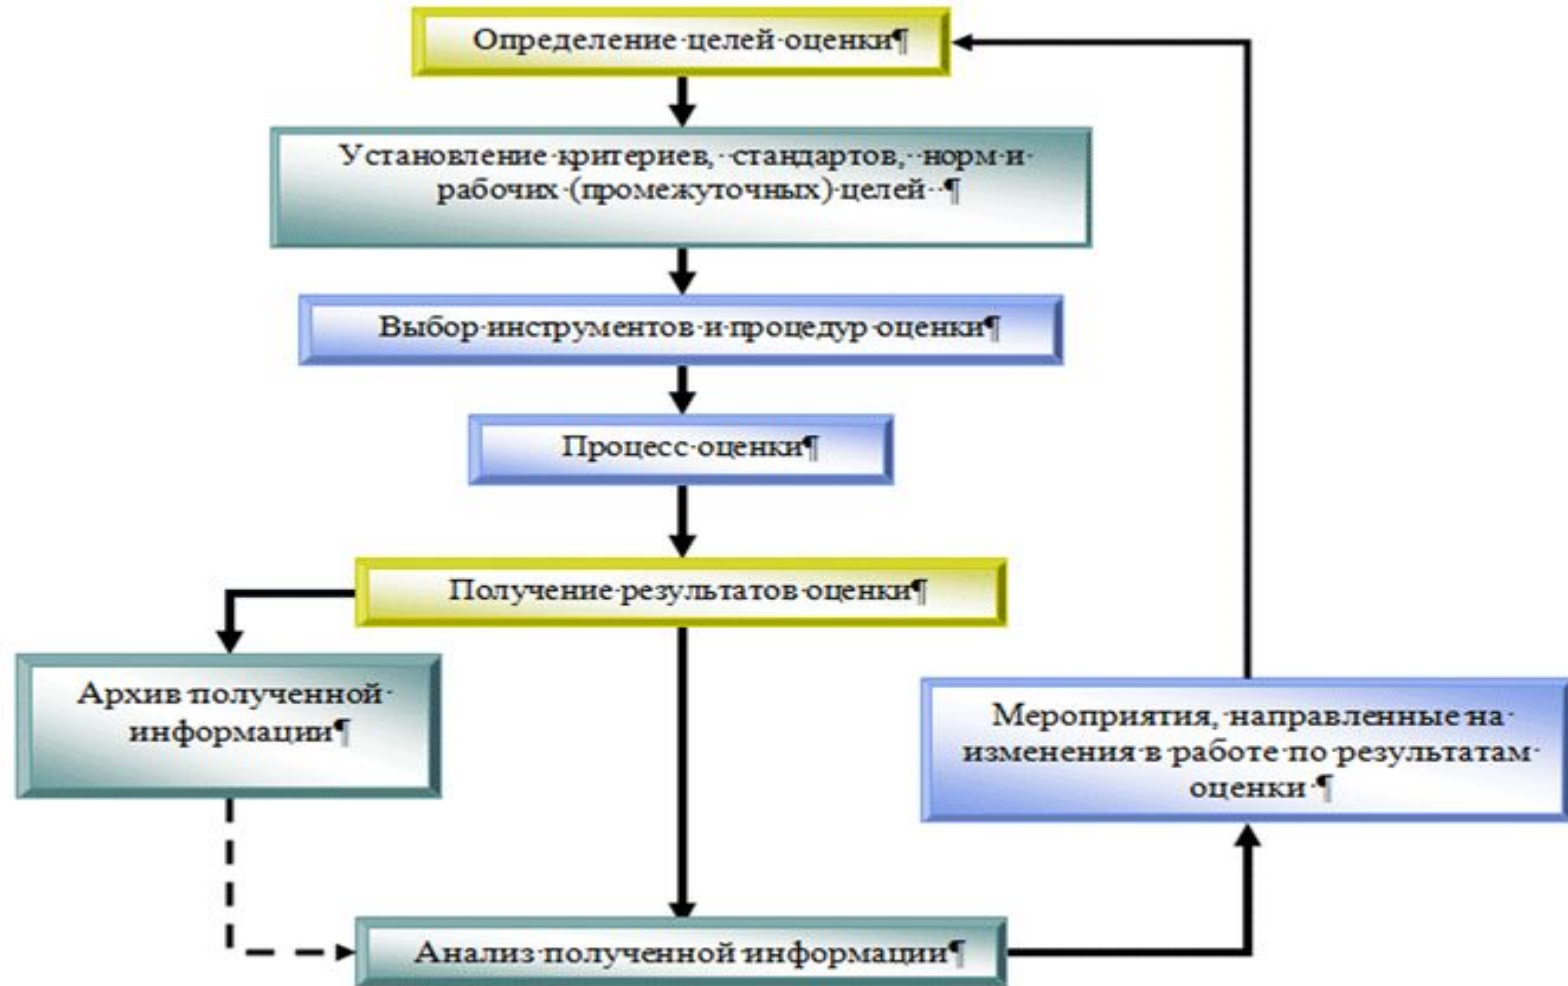 Определение·целей·оценки¶
Установление·критериев,··стандартов,··норм·и·
рабочих·(промежуточных)·целей··¶
Выбор·инструментов·и·процедур·оценки¶
Процесс·оценки¶
Получение·результатов·оценки¶
Архив·полученной·
информации¶
Мероприятия,·направленные·на·
изменения·в·работе·по·результатам·
оценки·¶
Анализ·полученной·информации¶